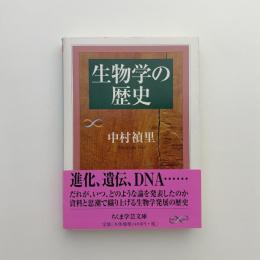 生物学の
歴史
中村禎里
進化、遺伝、DNA……
だれが、いつ、どのような論を発表したのか
資料と思潮で織り上げる生物学発展の歴史
ちくま学芸文庫